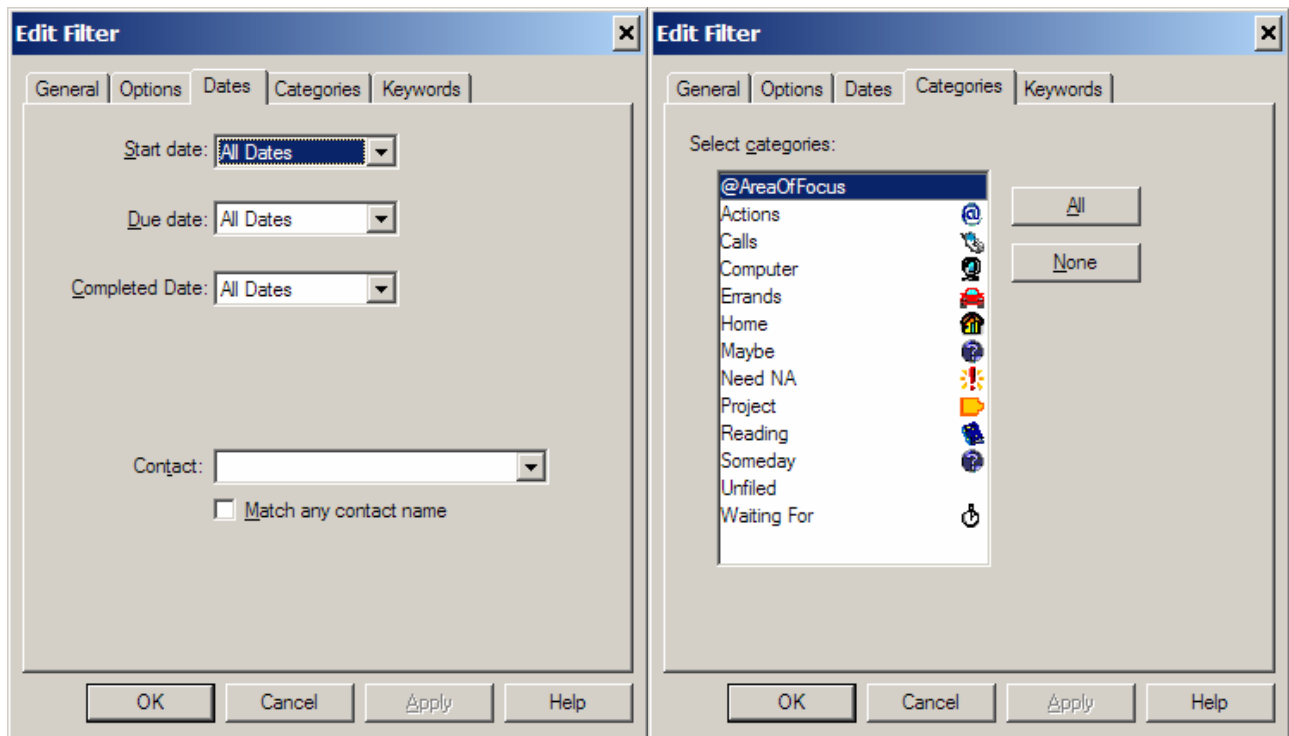 Edit Filter
General Options Dates Categories Keywords
Start date: All Dates
Due date: All Dates
Completed Date: All Dates
Contact:
Match any contact name
OK Cancel Apply Help
Edit Filter
General Options Dates Categories Keywords
Select categories:
@AreaOfFocus
Actions
Calls
Computer
Errands
Home
Maybe
Need NA
Project
Reading
Someday
Unfiled
Waiting For
All
None
OK Cancel Apply Help